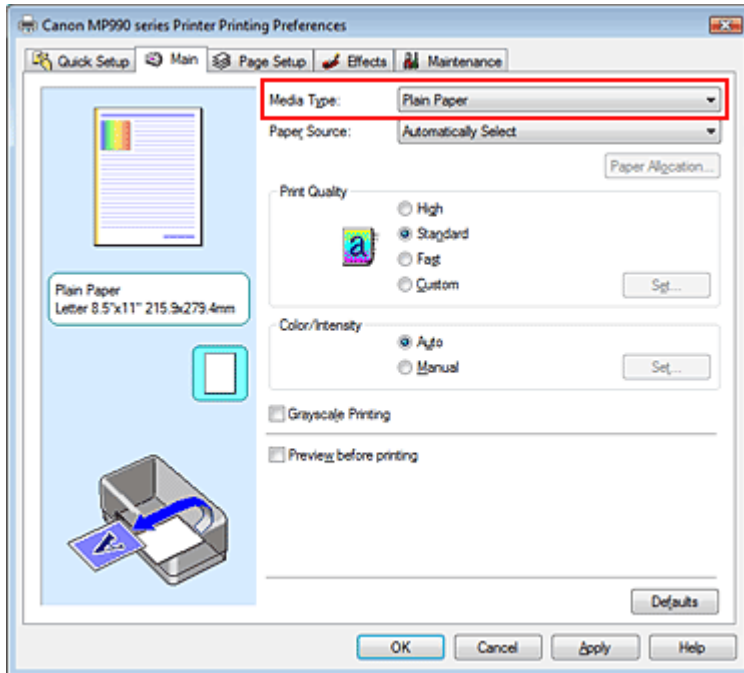 Canon MP990 series Printer Printing Preferences
Quick Setup Main Page Setup Effects Maintenance
Media Type: Plain Paper
Paper Source: Automatically Select
Paper Allocation...
Print Quality
High
Standard
Fast
Custom Set...
Plain Paper
Letter 8.5"x11" 215.9x279.4mm
Color/Intensity
Auto
Manual Set...
Grayscale Printing
Preview before printing
Defaults
OK Cancel Apply Help